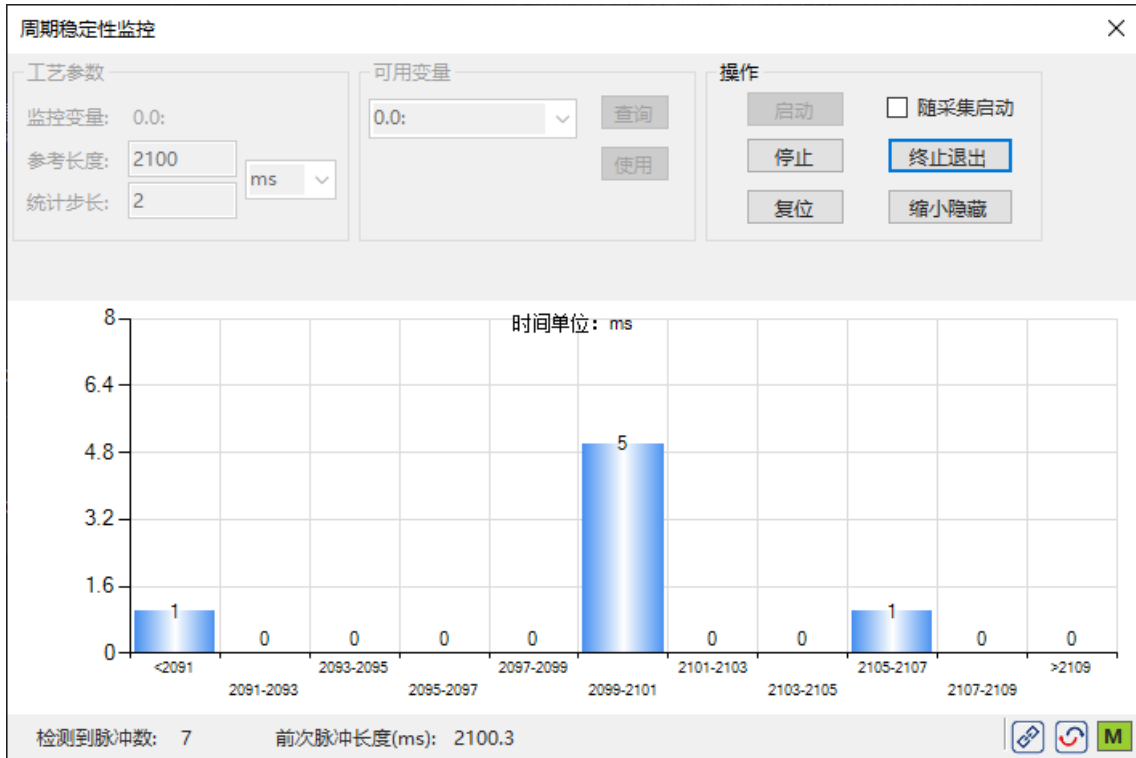 周期稳定性监控
工艺参数
监控变量: 0.0:
参考长度: 2100
ms
统计步长: 2
可用变量
0.0:
查询
使用
操作
启动 随采集启动
停止 终止退出
复位 缩小隐藏
时间单位：ms
8
6.4
4.8
3.2
1.6
0
1 0 0 0 0 5 0 0 1 0 0
<2091 2093-2095 2097-2099 2101-2103 2105-2107 >2109
2091-2093 2095-2097 2099-2101 2103-2105 2107-2109
检测到脉冲数: 7 前次脉冲长度(ms): 2100.3
M